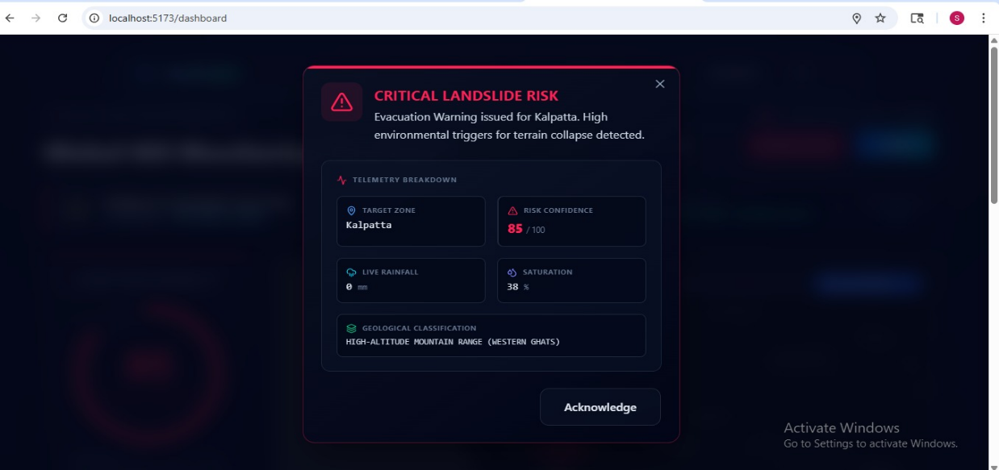 localhost:5173/dashboard
S
CRITICAL LANDSLIDE RISK
Evacuation Warning issued for Kalpatta. High
environmental triggers for terrain collapse detected.
TELEMETRY BREAKDOWN
TARGET ZONE
Kalpatta
RISK CONFIDENCE
85 / 100
LIVE RAINFALL
0 mm
SATURATION
38 %
GEOLOGICAL CLASSIFICATION
HIGH-ALTITUDE MOUNTAIN RANGE (WESTERN GHATS)
Acknowledge
Activate Windows
Go to Settings to activate Windows.